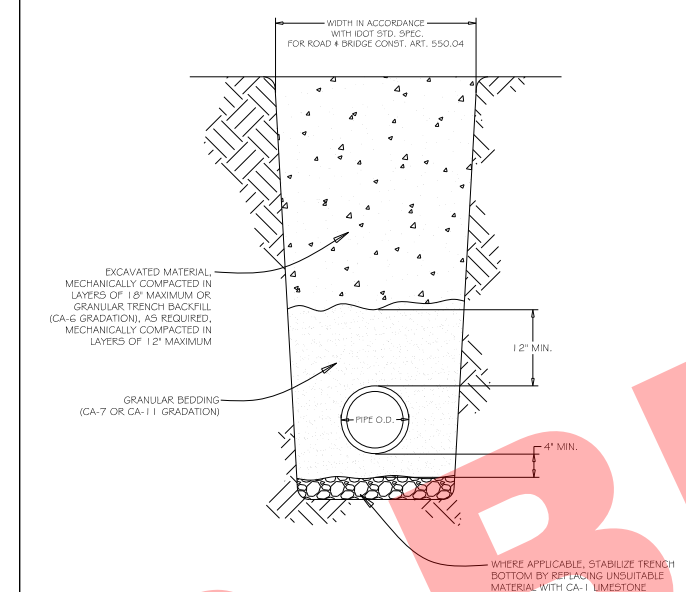 WIDTH IN ACCORDANCE
WITH IDOT STD. SPEC.
FOR ROAD & BRIDGE CONST. ART. 550.04
EXCAVATED MATERIAL,
MECHANICALLY COMPACTED IN
LAYERS OF 18" MAXIMUM OR
GRANULAR TRENCH BACKFILL
(CA-6 GRADATION), AS REQUIRED,
MECHANICALLY COMPACTED IN
LAYERS OF 12" MAXIMUM
12" MIN.
GRANULAR BEDDING
(CA-7 OR CA-11 GRADATION)
PIPE O.D.
4" MIN.
WHERE APPLICABLE, STABILIZE TRENCH
BOTTOM BY REPLACING UNSUITABLE
MATERIAL WITH CA-1 LIMESTONE